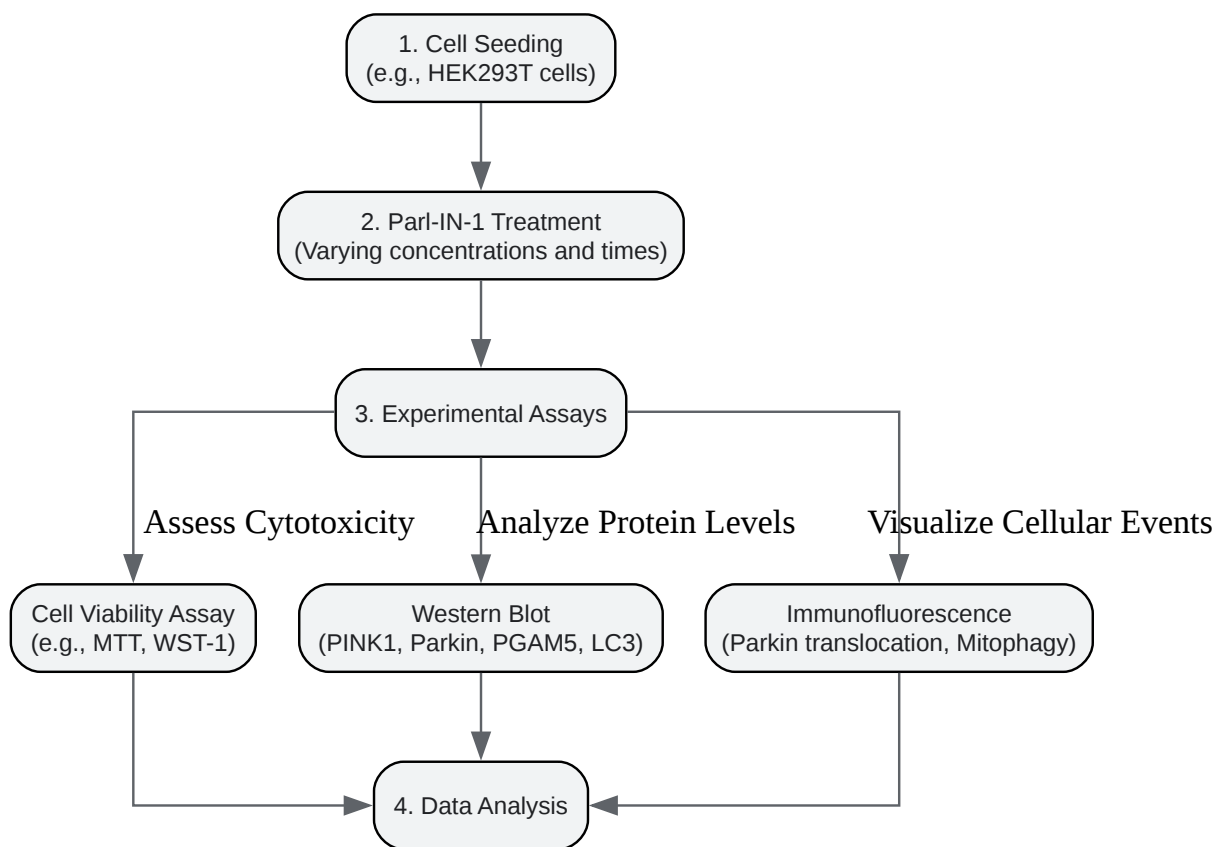 1. Cell Seeding
(e.g., HEK293T cells)
2. Parl-IN-1 Treatment
(Varying concentrations and times)
3. Experimental Assays
Assess Cytotoxicity
Analyze Protein Levels
Visualize Cellular Events
Cell Viability Assay
(e.g., MTT, WST-1)
Western Blot
(PINK1, Parkin, PGAM5, LC3)
Immunofluorescence
(Parkin translocation, Mitophagy)
4. Data Analysis